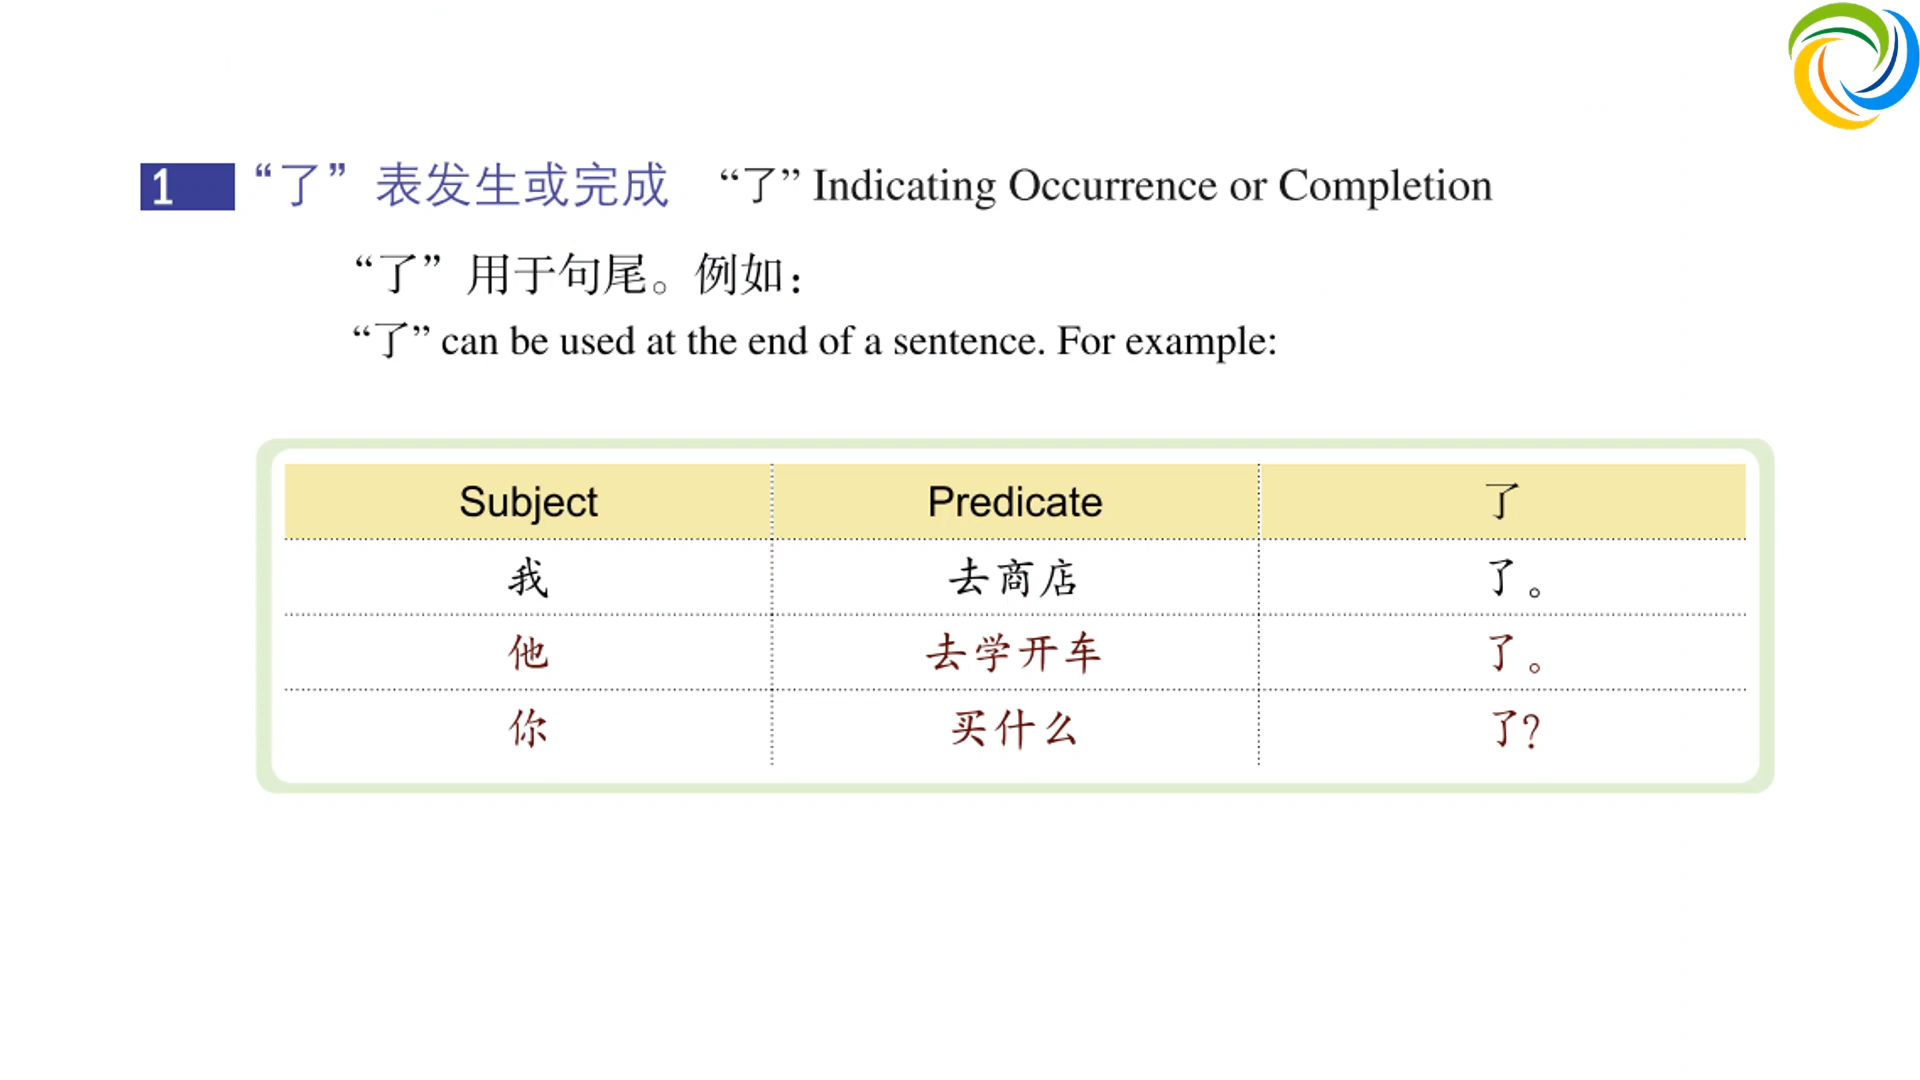 1 “了” 表发生或完成 “了” Indicating Occurrence or Completion
“了” 用于句尾。例如：
“了” can be used at the end of a sentence. For example:
Subject Predicate 了
我 去商店 了。
他 去学开车 了。
你 买什么 了？